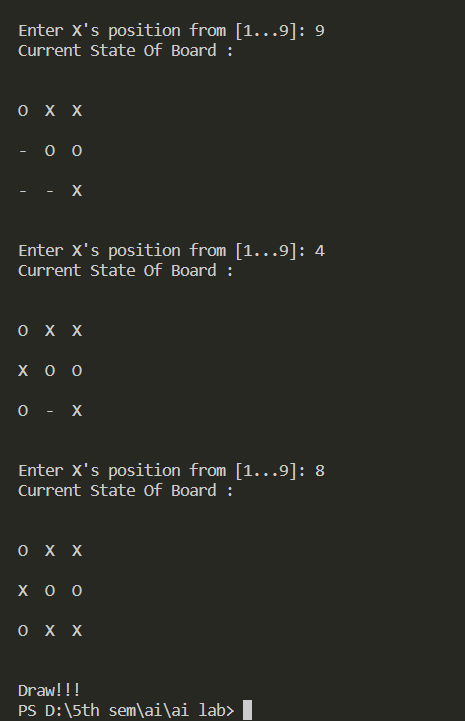 Enter X's position from [1...9]: 9
Current State Of Board :
O X X
- O O
- - X
Enter X's position from [1...9]: 4
Current State Of Board :
O X X
X O O
O - X
Enter X's position from [1...9]: 8
Current State Of Board :
O X X
X O O
O X X
Draw!!!
PS D:\5th sem\ai\ai lab>